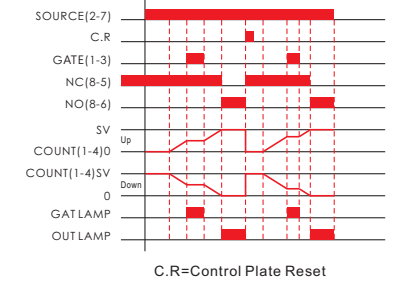 SOURCE(2-7)
C.R
GATE(1-3)
NC(8-5)
NO(8-6)
SV
Up
COUNT(1-4)0
COUNT(1-4)SV
Down
0
GAT LAMP
OUT LAMP
C.R=Control Plate Reset